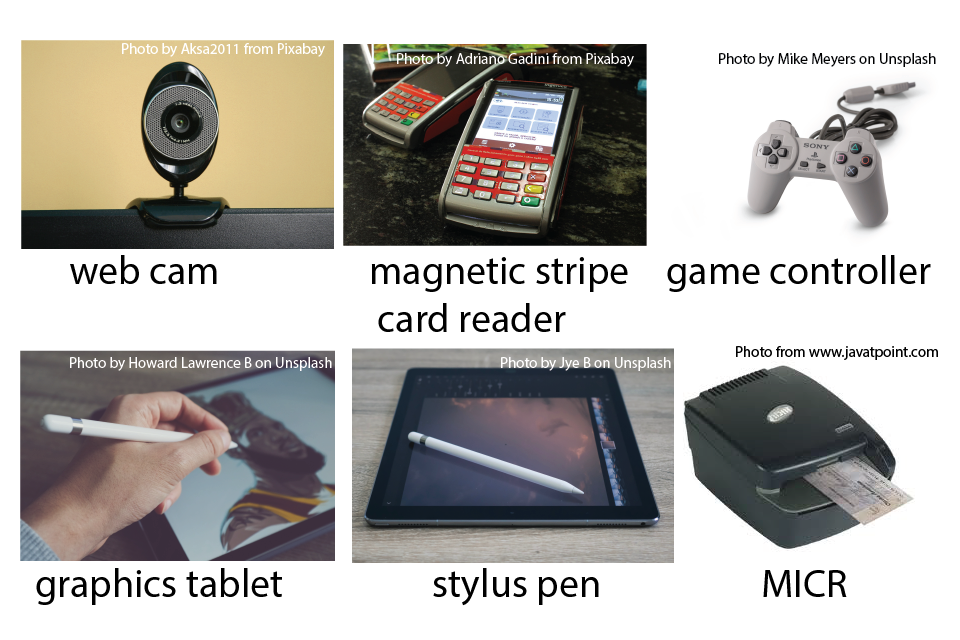 Photo by Aksa2011 from Pixabay
Photo by Adriano Gadini from Pixabay
Photo by Mike Meyers on Unsplash
SONY
web cam
magnetic stripe
card reader
game controller
Photo by Howard Lawrence B on Unsplash
Photo by Jye B on Unsplash
Photo from www.javatpoint.com
graphics tablet
stylus pen
MICR